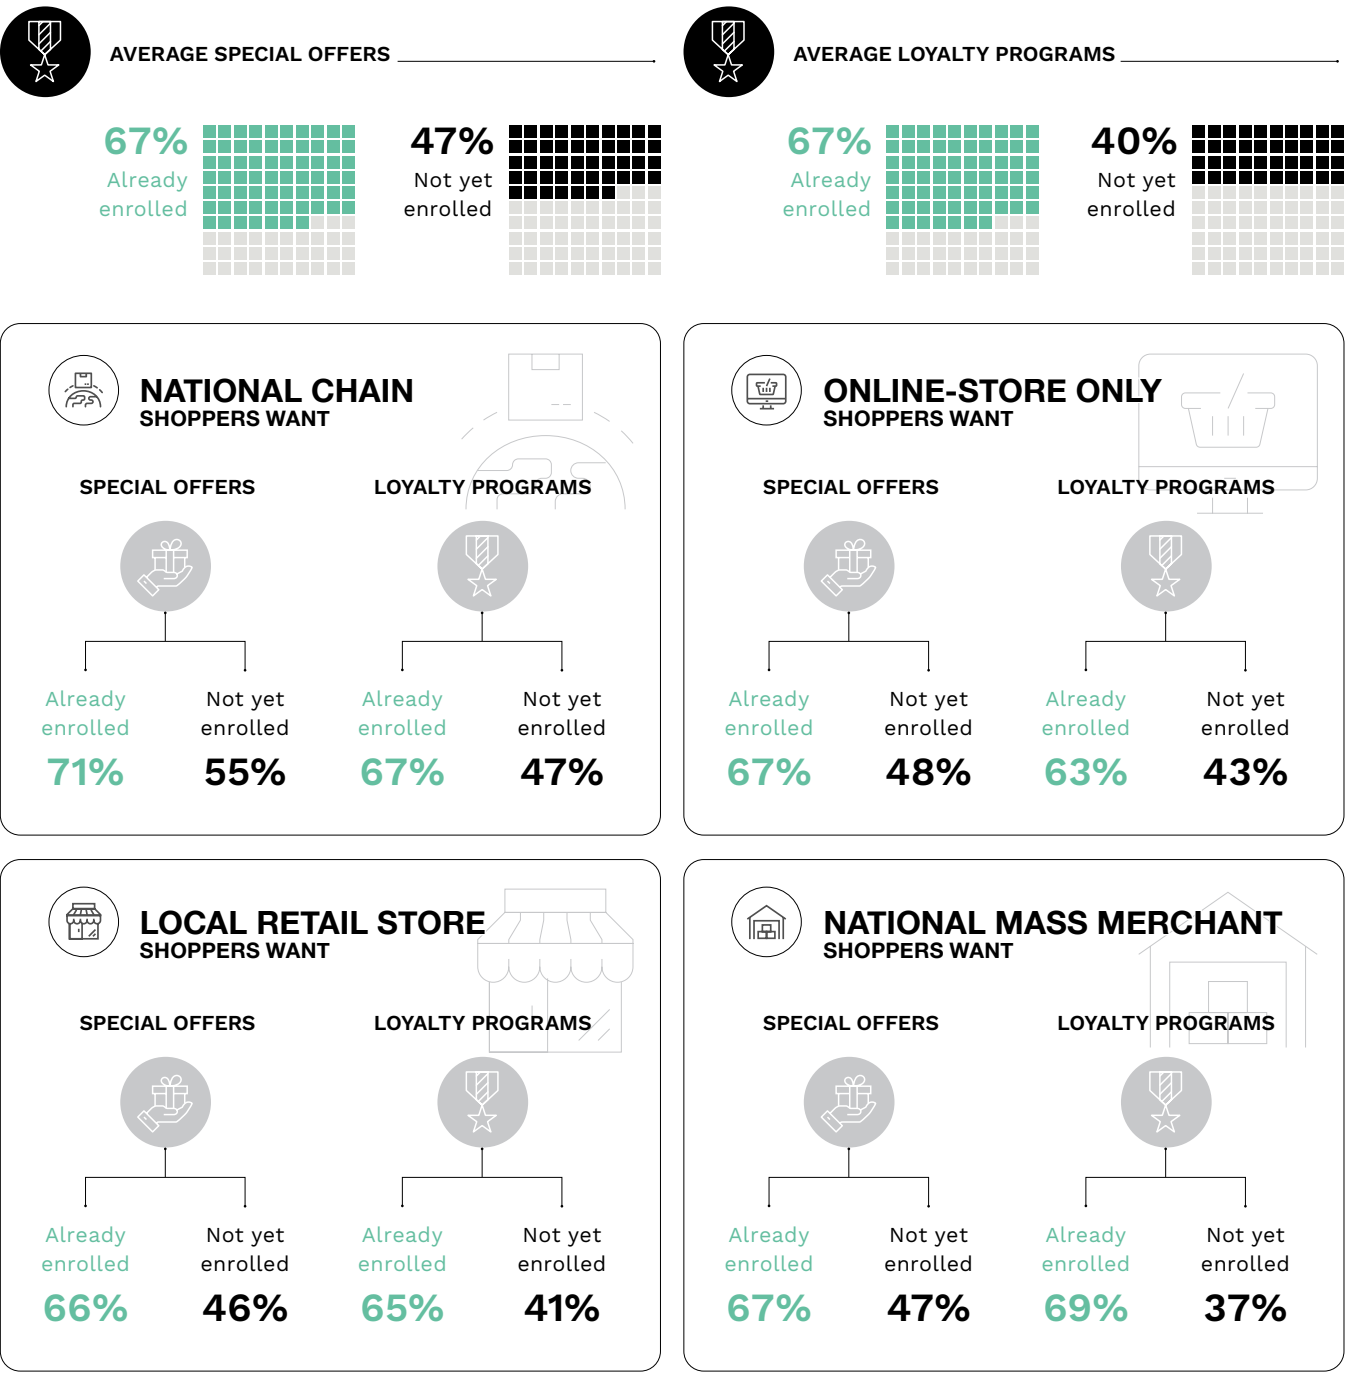 AVERAGE SPECIAL OFFERS
67%
Already
enrolled
47%
Not yet
enrolled
AVERAGE LOYALTY PROGRAMS
67%
Already
enrolled
40%
Not yet
enrolled
NATIONAL CHAIN
SHOPPERS WANT
SPECIAL OFFERS
Already
enrolled
71%
Not yet
enrolled
55%
LOYALTY PROGRAMS
Already
enrolled
67%
Not yet
enrolled
47%
ONLINE-STORE ONLY
SHOPPERS WANT
SPECIAL OFFERS
Already
enrolled
67%
Not yet
enrolled
48%
LOYALTY PROGRAMS
Already
enrolled
63%
Not yet
enrolled
43%
LOCAL RETAIL STORE
SHOPPERS WANT
SPECIAL OFFERS
Already
enrolled
66%
Not yet
enrolled
46%
LOYALTY PROGRAMS
Already
enrolled
65%
Not yet
enrolled
41%
NATIONAL MASS MERCHANT
SHOPPERS WANT
SPECIAL OFFERS
Already
enrolled
67%
Not yet
enrolled
47%
LOYALTY PROGRAMS
Already
enrolled
69%
Not yet
enrolled
37%